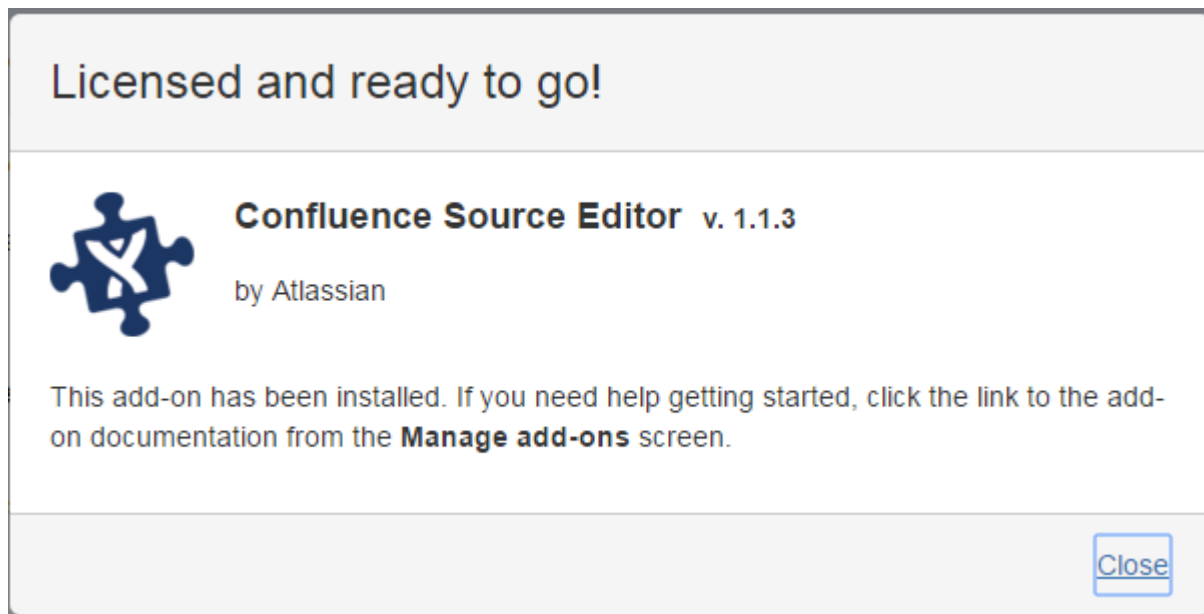 Licensed and ready to go!
Confluence Source Editor v. 1.1.3
by Atlassian
This add-on has been installed. If you need help getting started, click the link to the add-
on documentation from the Manage add-ons screen.
Close